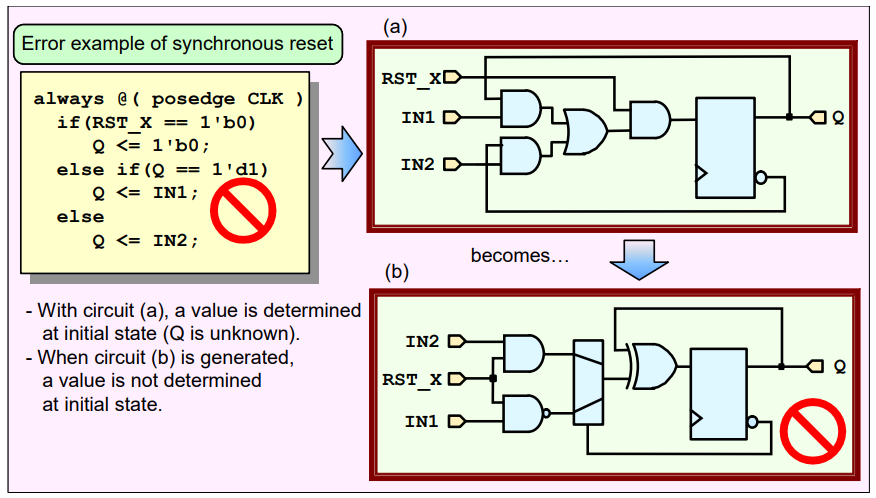 (a)
Error example of synchronous reset
always @( posedge CLK )
if(RST_X == 1'b0)
Q <= 1'b0;
else if(Q == 1'd1)
Q <= IN1;
else
Q <= IN2;
RST_X
IN1
IN2
Q
becomes…
(b)
- With circuit (a), a value is determined
at initial state (Q is unknown).
- When circuit (b) is generated,
a value is not determined
at initial state.
IN2
RST_X
IN1
Q